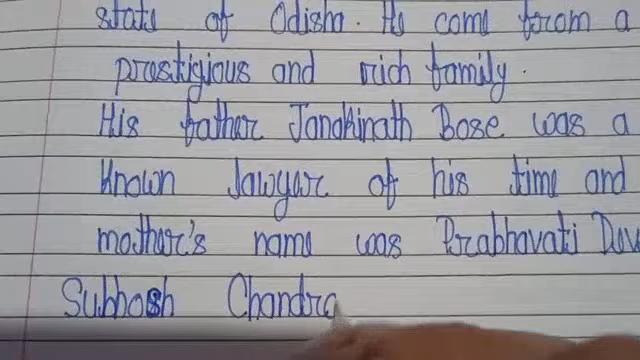 state of Odisha. He come from a
prestigious and rich family.
His father Janakinath Bose was a
known lawyer of his time and
mother's name was Prabhavati Dev
Subhash Chandra